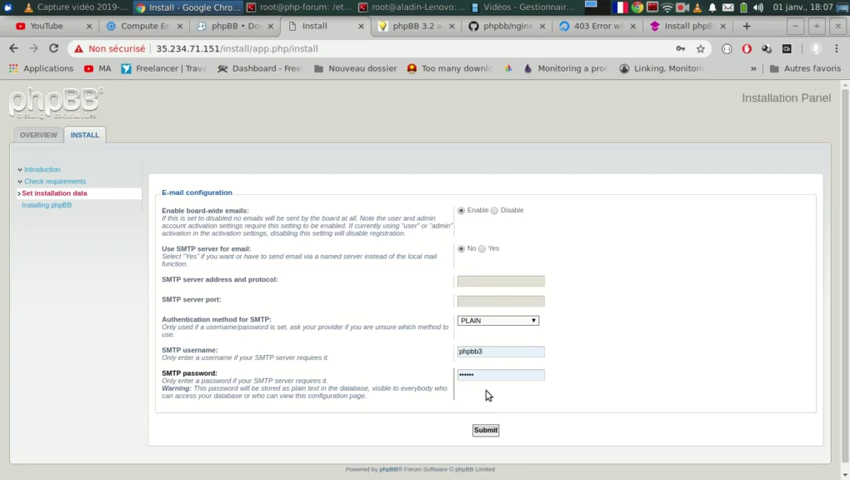 Capture vidéo 2019-
Install - Google Chro
root@php-forum: /et
root@aladin-Lenovo:
Vidéos - Gestionnair
01 janv., 18:07
YouTube
Compute En
phpBB • Do
Install
phpBB 3.2 a
phpbb/nginx
403 Error w
Install phpB
Non sécurisé
35.234.71.151/install/app.php/install
Applications
MA
Freelancer | Trava
Dashboard - Free
Nouveau dossier
Too many downl
Monitoring a pro
Linking, Monitori
»
Autres favoris
phpBB
creating communities
Installation Panel
OVERVIEW
INSTALL
Introduction
Check requirements
Set installation data
Installing phpBB
E-mail configuration
Enable board-wide emails:
If this is set to disabled no emails will be sent by the board at all. Note the user and admin
account activation settings require this setting to be enabled. If currently using "user" or "admin"
activation in the activation settings, disabling this setting will disable registration.
Enable Disable
Use SMTP server for email:
Select "Yes" if you want or have to send email via a named server instead of the local mail
function.
No Yes
SMTP server address and protocol:
SMTP server port:
Authentication method for SMTP:
Only used if a username/password is set, ask your provider if you are unsure which method to
use.
PLAIN
SMTP username:
Only enter a username if your SMTP server requires it.
phpbb3
SMTP password:
Only enter a password if your SMTP server requires it.
Warning: This password will be stored as plain text in the database, visible to everybody who
can access your database or who can view this configuration page.
••••••
Submit
Powered by phpBB® Forum Software © phpBB Limited